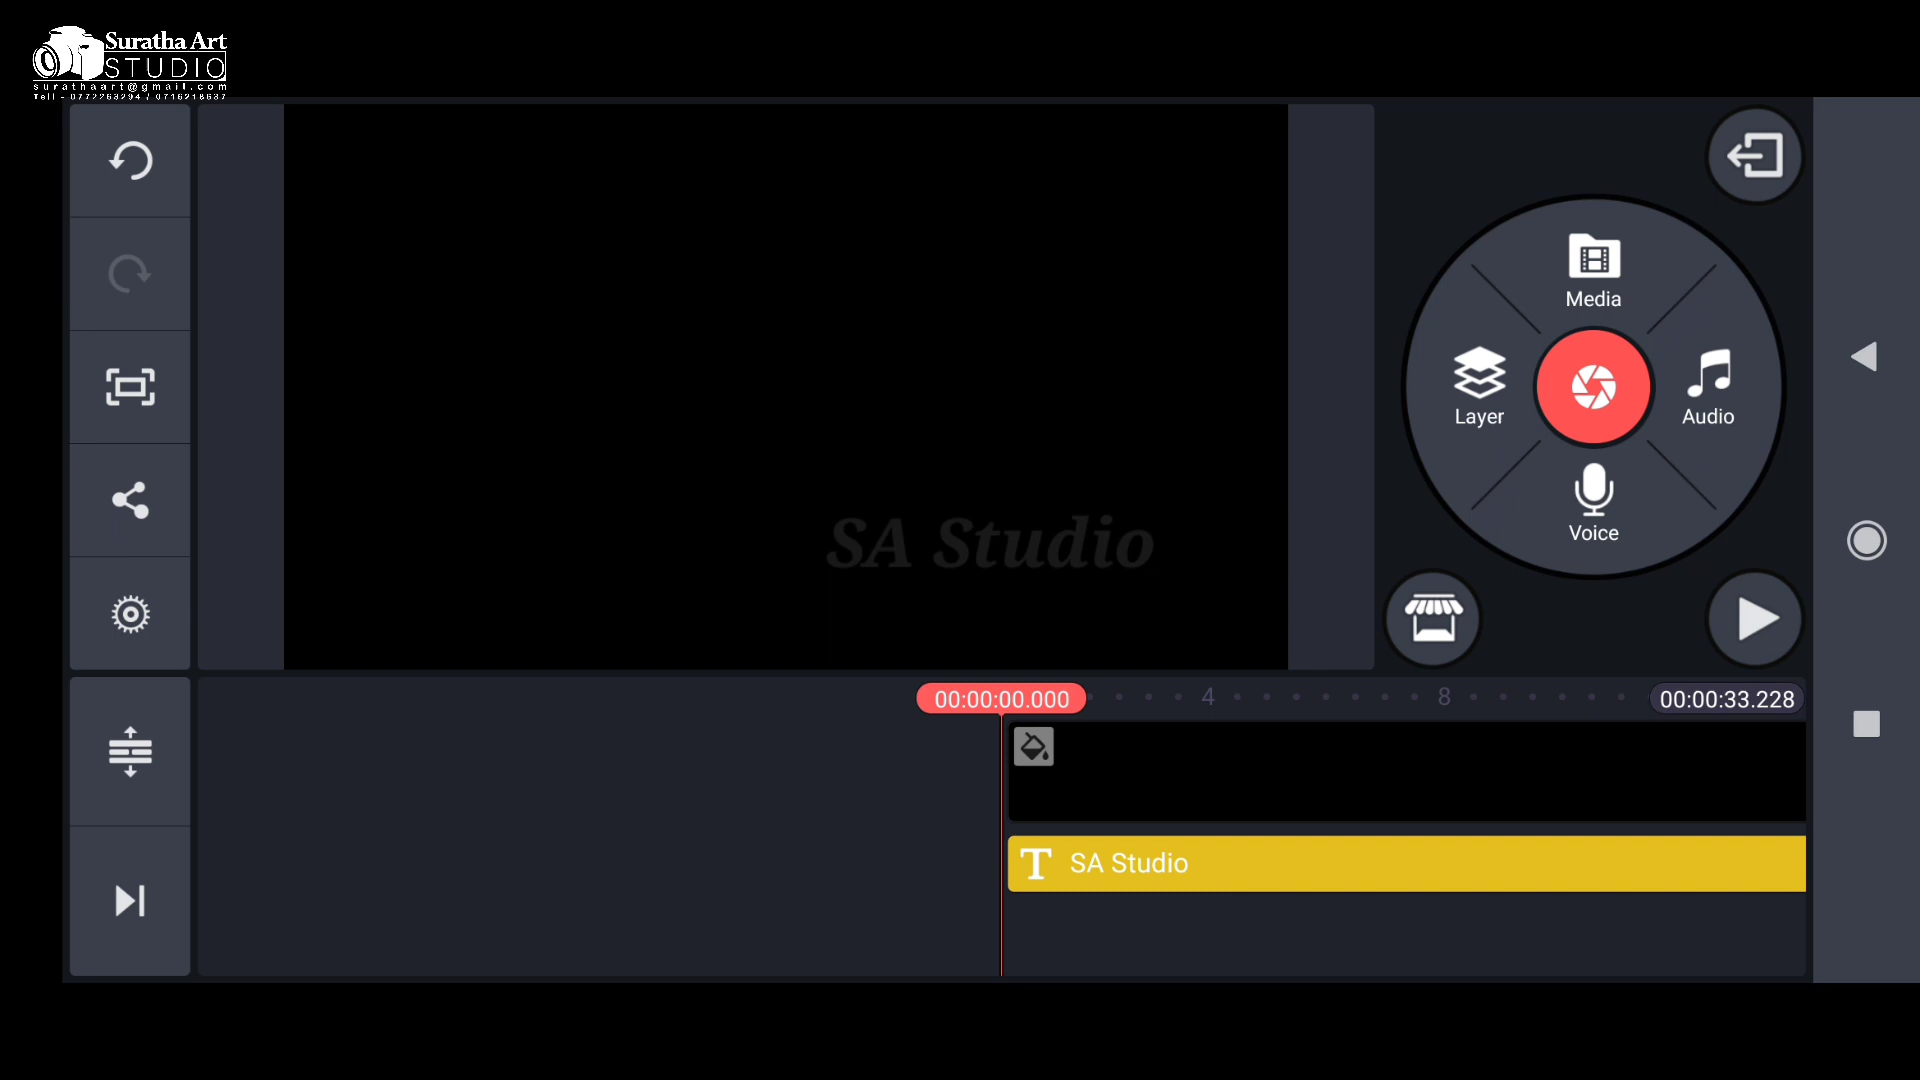 Suratha Art
STUDIO
surathaart@gmail.com
Tell - 0772263294 / 0716218637
Media
Layer
Audio
Voice
SA Studio
00:00:00.000
4
8
00:00:33.228
T SA Studio